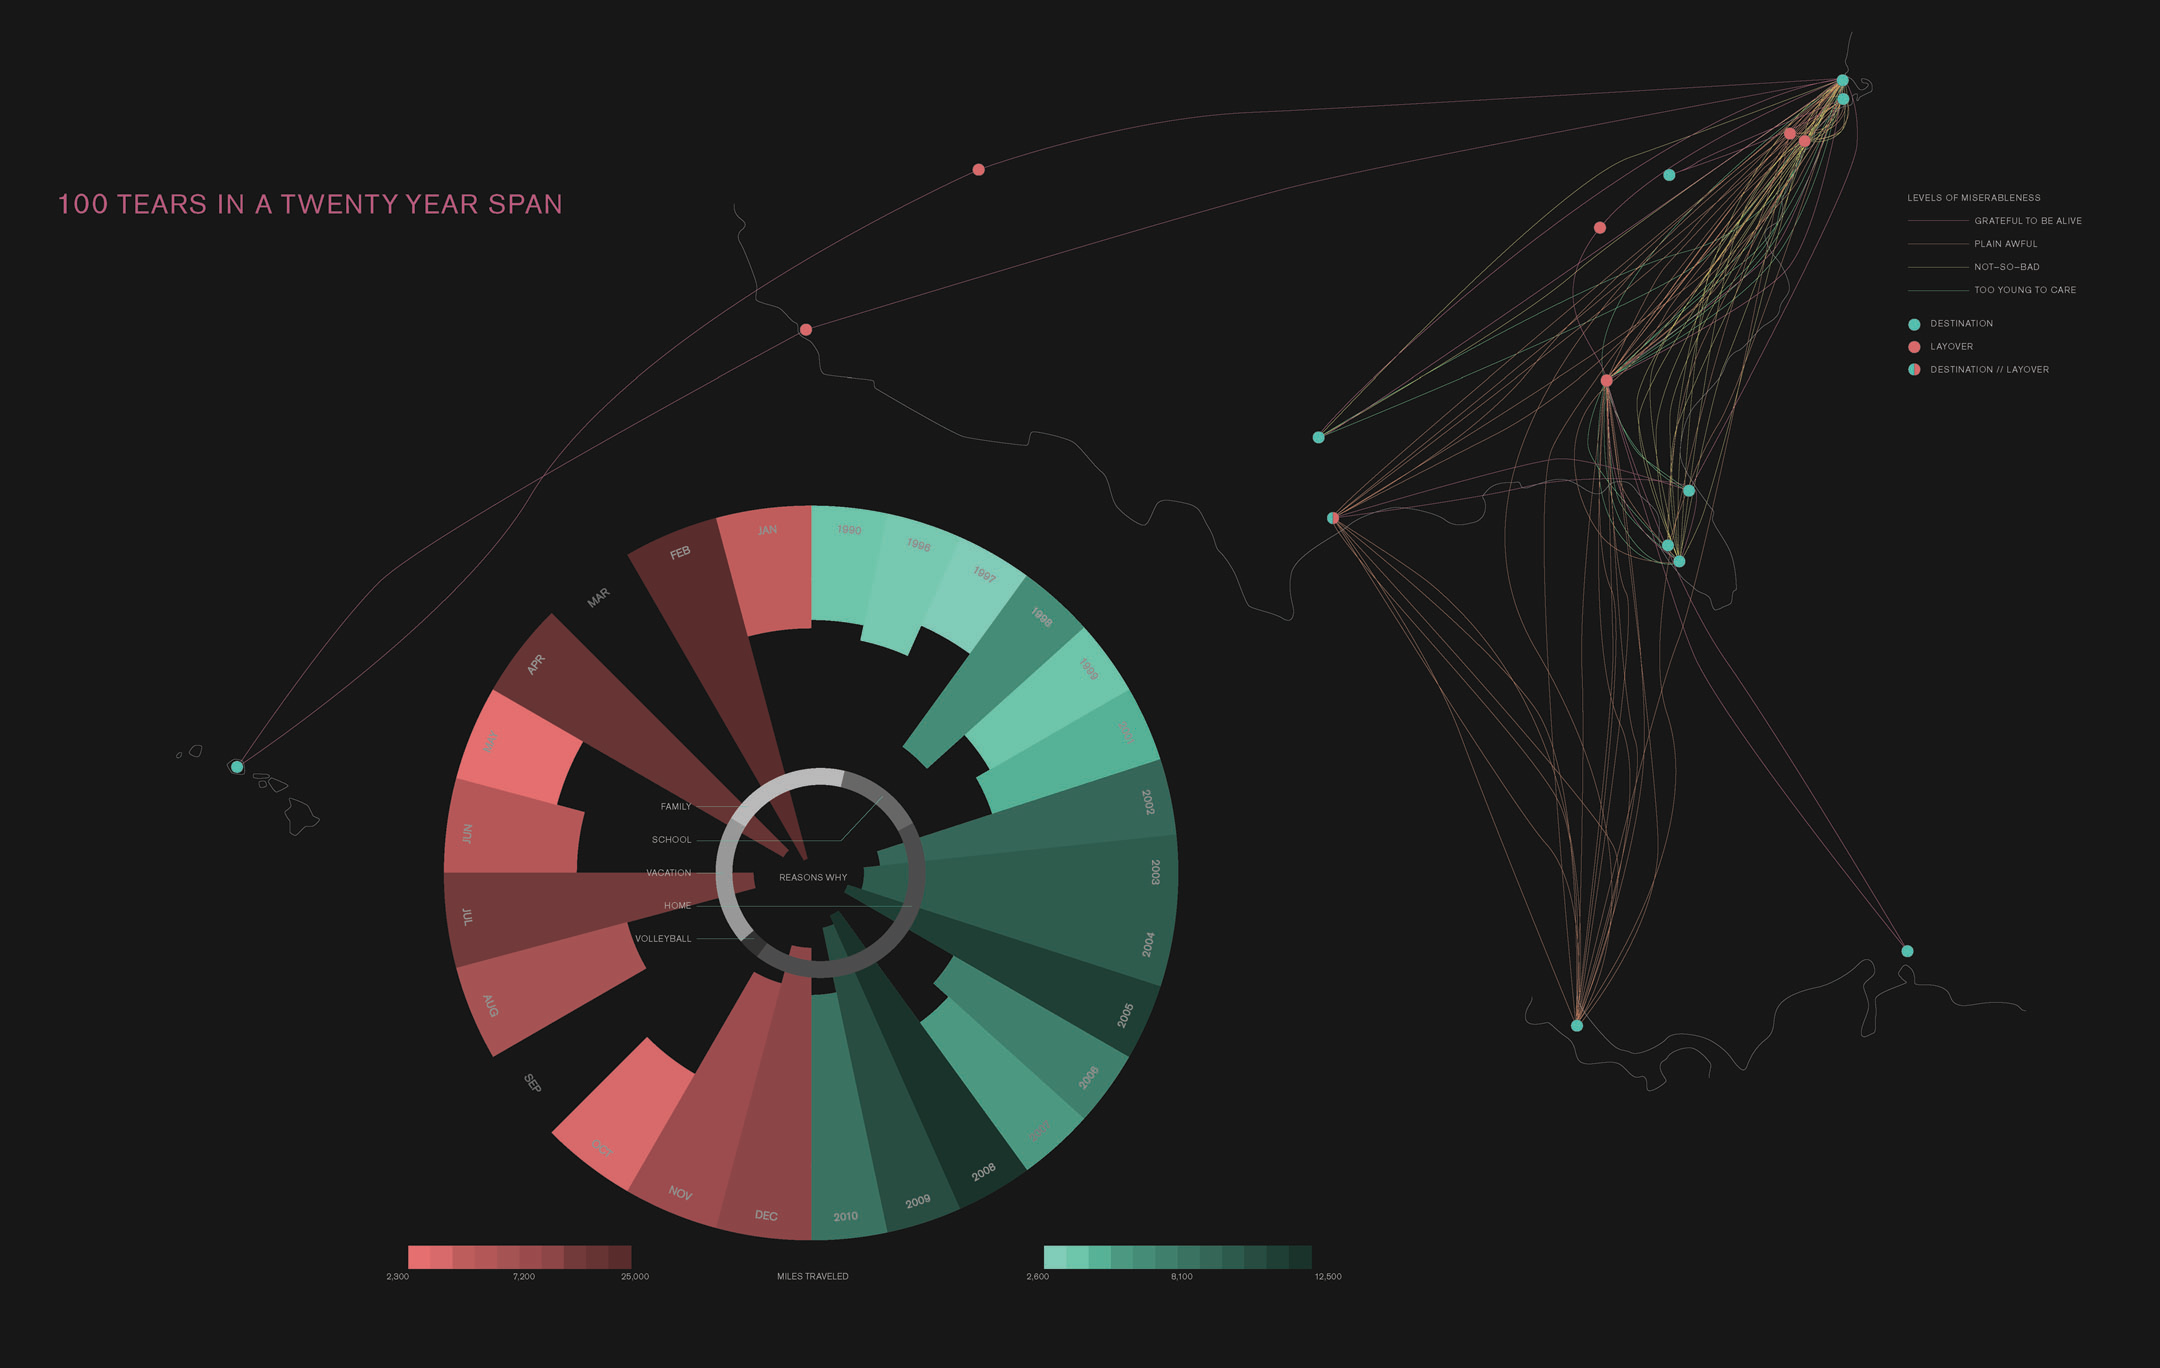 100 TEARS IN A TWENTY YEAR SPAN
LEVELS OF MISERABLENESS
GRATEFUL TO BE ALIVE
PLAIN AWFUL
NOT-SO-BAD
TOO YOUNG TO CARE
DESTINATION
LAYOVER
DESTINATION // LAYOVER
JAN
FEB
MAR
APR
MAY
JUN
JUL
AUG
SEP
OCT
NOV
DEC
1990
1996
1997
1998
1999
2002
2003
2004
2005
2006
2007
2008
2009
2010
FAMILY
SCHOOL
VACATION
HOME
VOLLEYBALL
REASONS WHY
2,300
7,200
25,000
MILES TRAVELED
2,600
8,100
12,500